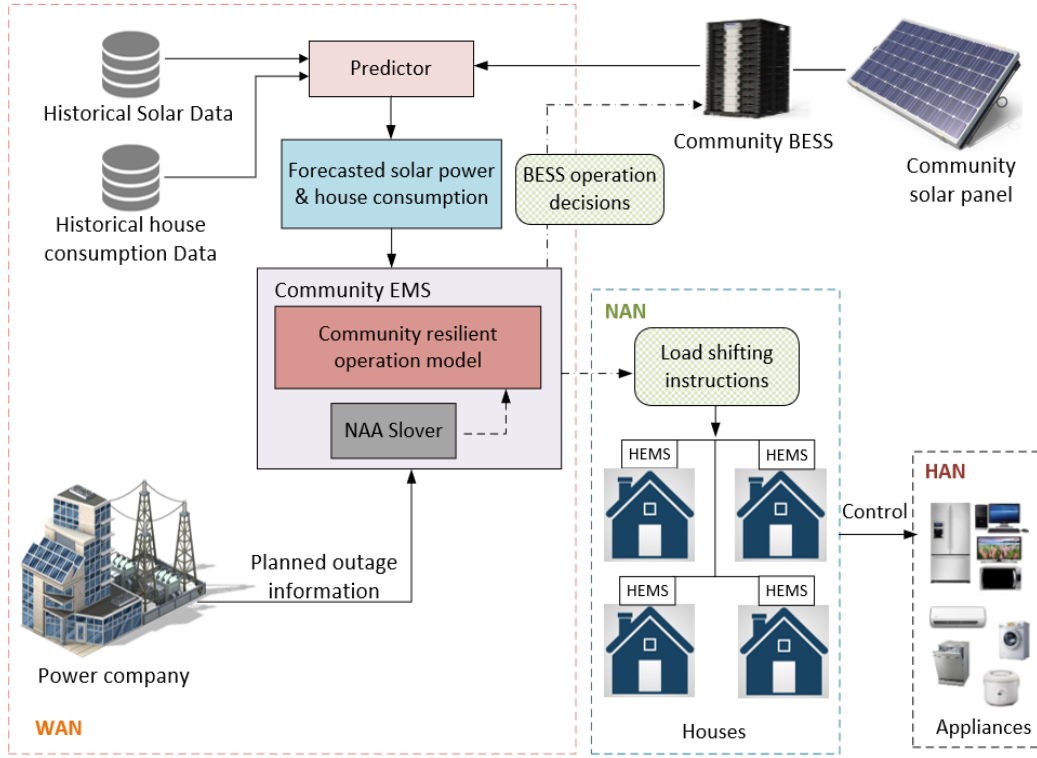 Historical Solar Data
Predictor
Community BESS
Community
solar panel
Historical house
consumption Data
Forecasted solar power
& house consumption
BESS operation
decisions
Community EMS
Community resilient
operation model
NAA Slover
NAN
Load shifting
instructions
HEMS
HEMS
HEMS
HEMS
Houses
Control
HAN
Appliances
Planned outage
information
Power company
WAN